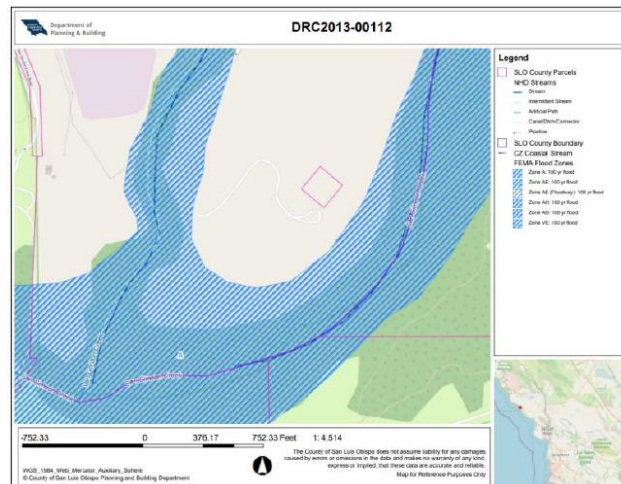 Department of
Planning & Building
DRC2013-00112
Legend
SLO County Parcels
NHD Streams
Stream
Intermittent Stream
Artificial Path
Canal/Ditch/Connector
Pipeline
SLO County Boundary
CZ Coastal Stream
FEMA Flood Zones
Zone A: 100 yr flood
Zone AE: 100 yr flood
Zone AE (Floodway): 100 yr flood
Zone AH: 100 yr flood
Zone AO: 100 yr flood
Zone VE: 100 yr flood
A
-752.33 0 376.17 752.33 Feet 1: 4,514
WGS_1984_Web_Mercator_Auxiliary_Sphere
© County of San Luis Obispo Planning and Building Department
The County of San Luis Obispo does not assume liability for any damages
caused by errors or omissions in the data and makes no warranty of any kind,
express or implied, that these data are accurate and reliable.
Map for Reference Purposes Only